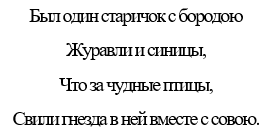 Был один старичок с бородою
Журавли и синицы,
Что за чудные птицы,
Свили гнезда в ней вместе с совою.